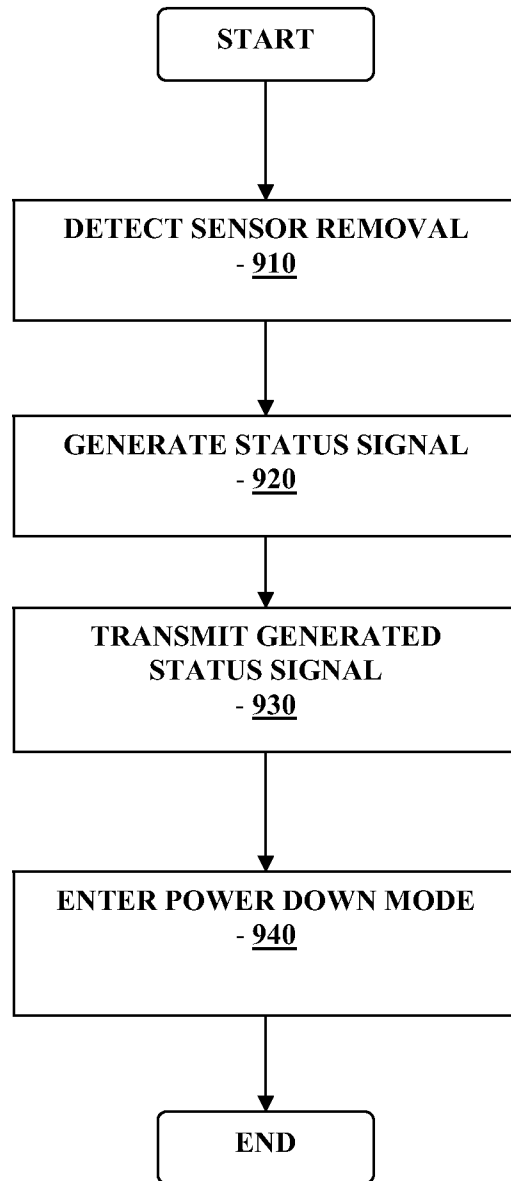 START
DETECT SENSOR REMOVAL
- 910
GENERATE STATUS SIGNAL
- 920
TRANSMIT GENERATED
STATUS SIGNAL
- 930
ENTER POWER DOWN MODE
- 940
END